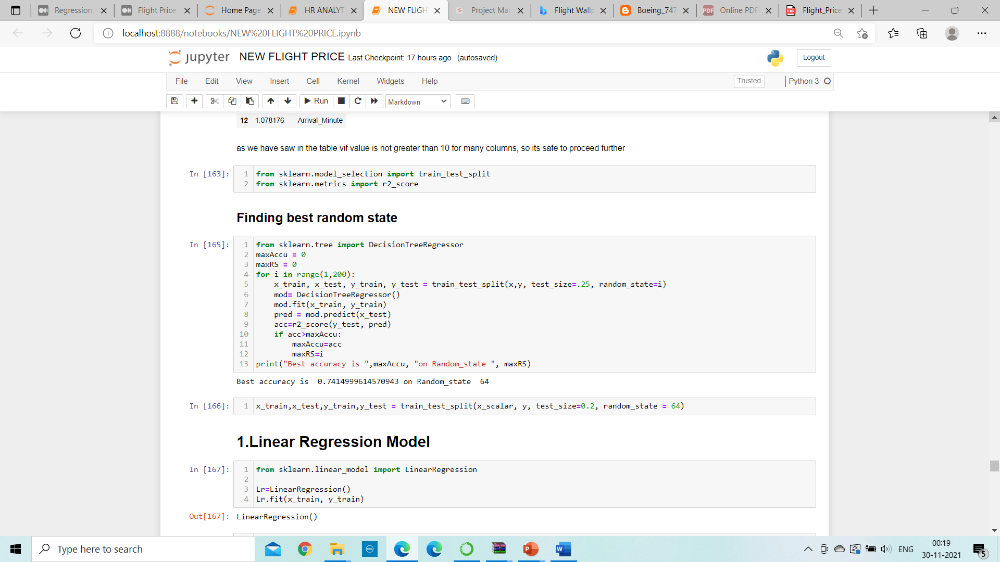 Regression
Flight Price
Home Page
HR ANALYT
NEW FLIGH
Project Mar
Flight Wallp
Boeing_747
PDF Online PDF
PDF Flight_Price
localhost:8888/notebooks/NEW%20FLIGHT%20PRICE.ipynb
jupyter NEW FLIGHT PRICE Last Checkpoint: 17 hours ago (autosaved)
Logout
File Edit View Insert Cell Kernel Widgets Help
Trusted
Python 3
Run
Markdown
12 1.078176 Arrival_Minute
as we have saw in the table vif value is not greater than 10 for many columns, so its safe to proceed further
In [163]:
1 from sklearn.model_selection import train_test_split
2 from sklearn.metrics import r2_score
Finding best random state
In [165]:
1 from sklearn.tree import DecisionTreeRegressor
2 maxAccu = 0
3 maxRS = 0
4 for i in range(1,200):
5     x_train, x_test, y_train, y_test = train_test_split(x,y, test_size=.25, random_state=i)
6     mod= DecisionTreeRegressor()
7     mod.fit(x_train, y_train)
8     pred = mod.predict(x_test)
9     acc=r2_score(y_test, pred)
10     if acc>maxAccu:
11         maxAccu=acc
12         maxRS=i
13 print("Best accuracy is ",maxAccu, "on Random_state ", maxRS)
Best accuracy is  0.7414999614570943 on Random_state  64
In [166]:
1 x_train,x_test,y_train,y_test = train_test_split(x_scalar, y, test_size=0.2, random_state = 64)
1.Linear Regression Model
In [167]:
1 from sklearn.linear_model import LinearRegression
2
3 Lr=LinearRegression()
4 Lr.fit(x_train, y_train)
Out[167]: LinearRegression()
Type here to search
ENG
00:19
30-11-2021
5